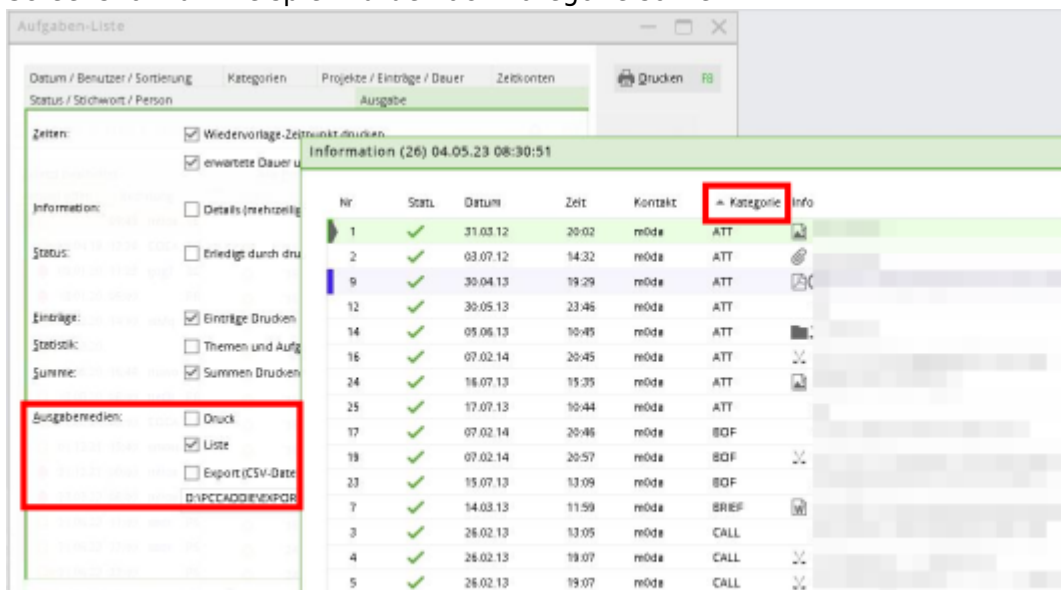 Aufgaben-Liste
Datum / Benutzer / Sortierung Kategorien Projekte / Einträge / Dauer Zeitkonten
Status / Stichwort / Person Ausgabe
Drucken F8
Zeiten: Wiedervorlage-Zeitpunkt drucken
erwartete Dauer u
Information: Details (mehrzeilig
Status: Erledigt durch dru
Einträge: Einträge Drucken
Statistik: Themen und Aufg
Summe: Summen Drucken
Ausgabemedien: Druck
Liste
Export (CSV-Date
D:\PCCADDIE\EXPOR
Information (26) 04.05.23 08:30:51
Nr Statu Datum Zeit Kontakt Kategorie Info
1 31.03.12 20:02 m0da ATT
2 03.07.12 14:32 m0da ATT
9 30.04.13 19:29 m0da ATT
12 30.05.13 23:46 m0da ATT
14 05.06.13 10:45 m0da ATT
16 07.02.14 20:45 m0da ATT
24 16.07.13 15:35 m0da ATT
25 17.07.13 10:44 m0da ATT
17 07.02.14 20:46 m0da BOF
19 07.02.14 20:57 m0da BOF
23 15.07.13 13:09 m0da BOF
7 14.03.13 11:59 m0da BRIEF
3 26.02.13 13:05 m0da CALL
4 26.02.13 19:07 m0da CALL
5 26.02.13 19:07 m0da CALL